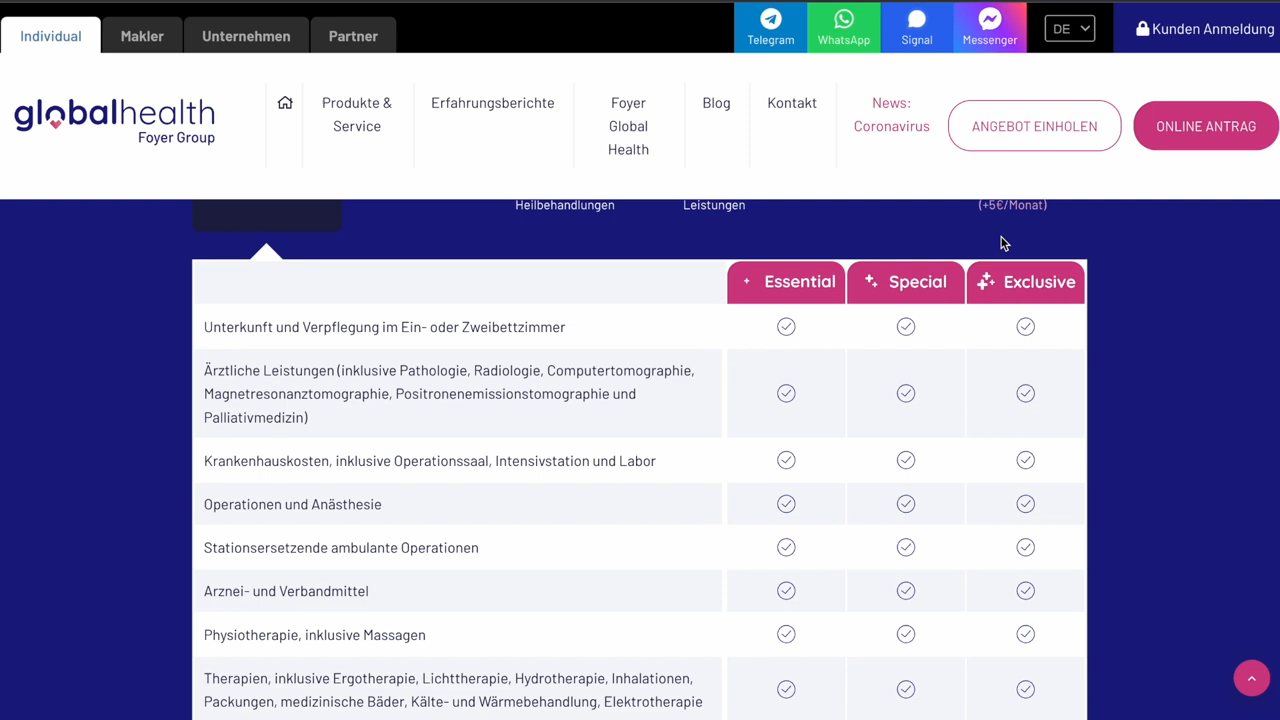 Individual
Makler
Unternehmen
Partner
Telegram
WhatsApp
Signal
Messenger
DE
Kunden Anmeldung
globalhealth
Foyer Group
Produkte &
Service
Erfahrungsberichte
Foyer
Global
Health
Blog
Kontakt
News:
Coronavirus
ANGEBOT EINHOLEN
ONLINE ANTRAG
Heilbehandlungen
Leistungen
(+5€/Monat)
Essential
Special
Exclusive
Unterkunft und Verpflegung im Ein- oder Zweibettzimmer
Ärztliche Leistungen (inklusive Pathologie, Radiologie, Computertomographie,
Magnetresonanztomographie, Positronenemissionstomographie und
Palliativmedizin)
Krankenhauskosten, inklusive Operationssaal, Intensivstation und Labor
Operationen und Anästhesie
Stationsersetzende ambulante Operationen
Arznei- und Verbandmittel
Physiotherapie, inklusive Massagen
Therapien, inklusive Ergotherapie, Lichttherapie, Hydrotherapie, Inhalationen,
Packungen, medizinische Bäder, Kälte- und Wärmebehandlung, Elektrotherapie